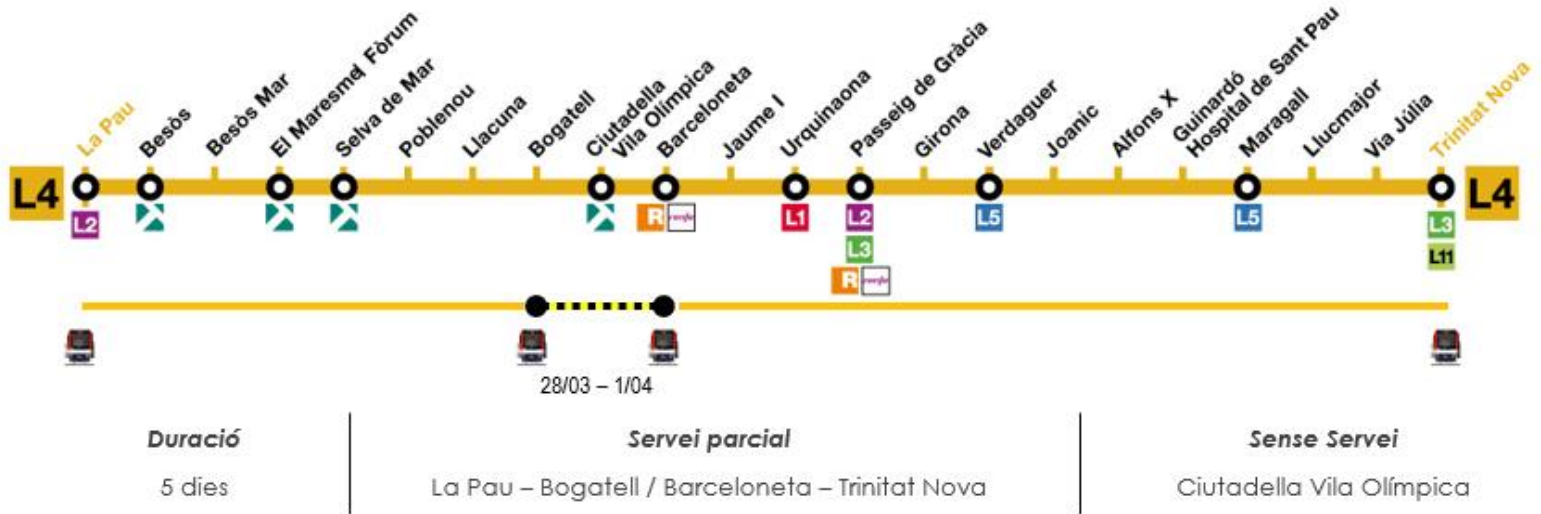 La Pau
Besòs
Besòs Mar
El Maresme Fòrum
Selva de Mar
Poblenou
Llacuna
Bogatell
Ciutadella
Vila Olímpica
Barceloneta
Jaume I
Urquinaona
Passeig de Gràcia
Girona
Verdaguer
Joanic
Alfons X
Guinardó
Hospital de Sant Pau
Maragall
Llucmajor
Via Júlia
Trinitat Nova
L4
L4
L2
R renfe
L1
L2
L3
R renfe
L5
L5
L3
L11
28/03 – 1/04
Duració
Servei parcial
Sense Servei
5 dies
La Pau – Bogatell / Barceloneta – Trinitat Nova
Ciutadella Vila Olímpica